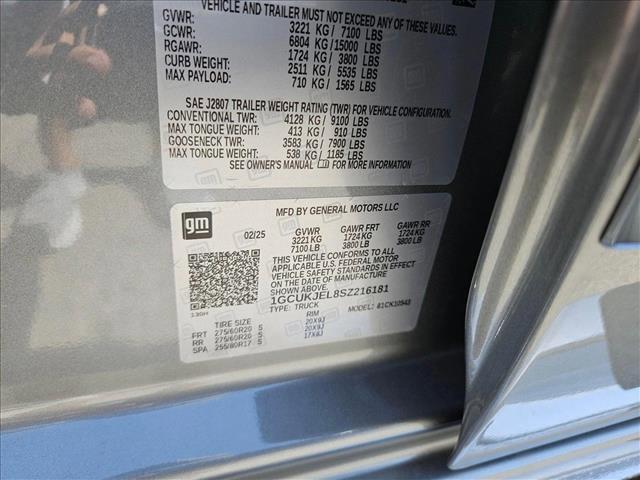 VEHICLE AND TRAILER MUST NOT EXCEED ANY OF THESE VALUES.
GVWR: 3221 KG / 7100 LBS
GCWR: 6804 KG / 15000 LBS
RGAWR: 1724 KG / 3800 LBS
CURB WEIGHT: 2511 KG / 5535 LBS
MAX PAYLOAD: 710 KG / 1565 LBS
SAE J2807 TRAILER WEIGHT RATING (TWR) FOR VEHICLE CONFIGURATION.
CONVENTIONAL TWR: 4128 KG / 9100 LBS
MAX TONGUE WEIGHT: 413 KG / 910 LBS
GOOSENECK TWR: 3583 KG / 7900 LBS
MAX TONGUE WEIGHT: 538 KG / 1185 LBS
SEE OWNER'S MANUAL FOR MORE INFORMATION
gm
MFD BY GENERAL MOTORS LLC
02/25 GVWR GAWR FRT GAWR RR
3221 KG 1724 KG 1724 KG
7100 LB 3800 LB 3800 LB
THIS VEHICLE CONFORMS TO ALL
APPLICABLE U.S. FEDERAL MOTOR
VEHICLE SAFETY STANDARDS IN
EFFECT ON THE DATE OF
MANUFACTURE SHOWN ABOVE.
1GCUKJEL8SZ216181
TYPE: TRUCK MODEL: 81CK10543
TIRE SIZE RIM
FRT 275/60R20 S 20X9J
RR 275/60R20 S 20X9J
SPA 255/80R17 S 17X8J